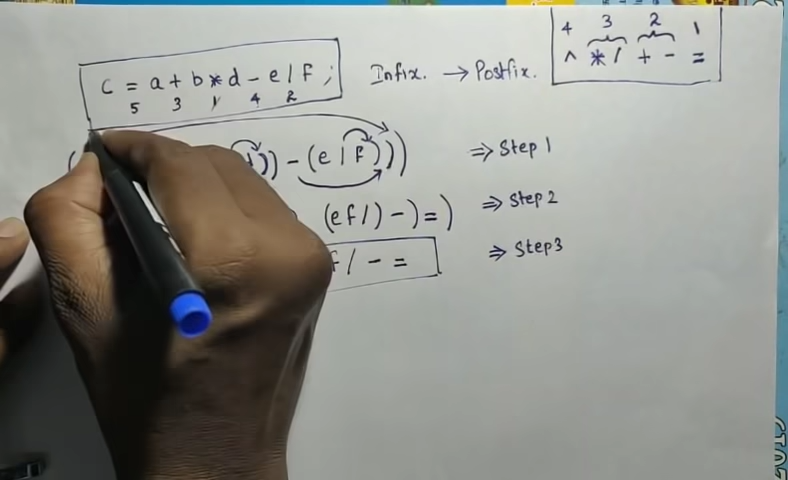 4 3 2 1
^ * / + - =
C = a + b * d - e / F ;
5 3 1 4 2
Infix. → Postfix.
( )) - (e / F ))) ⇒ Step 1
(ef/) - ) = ) ⇒ Step 2
f / - = ⇒ Step3